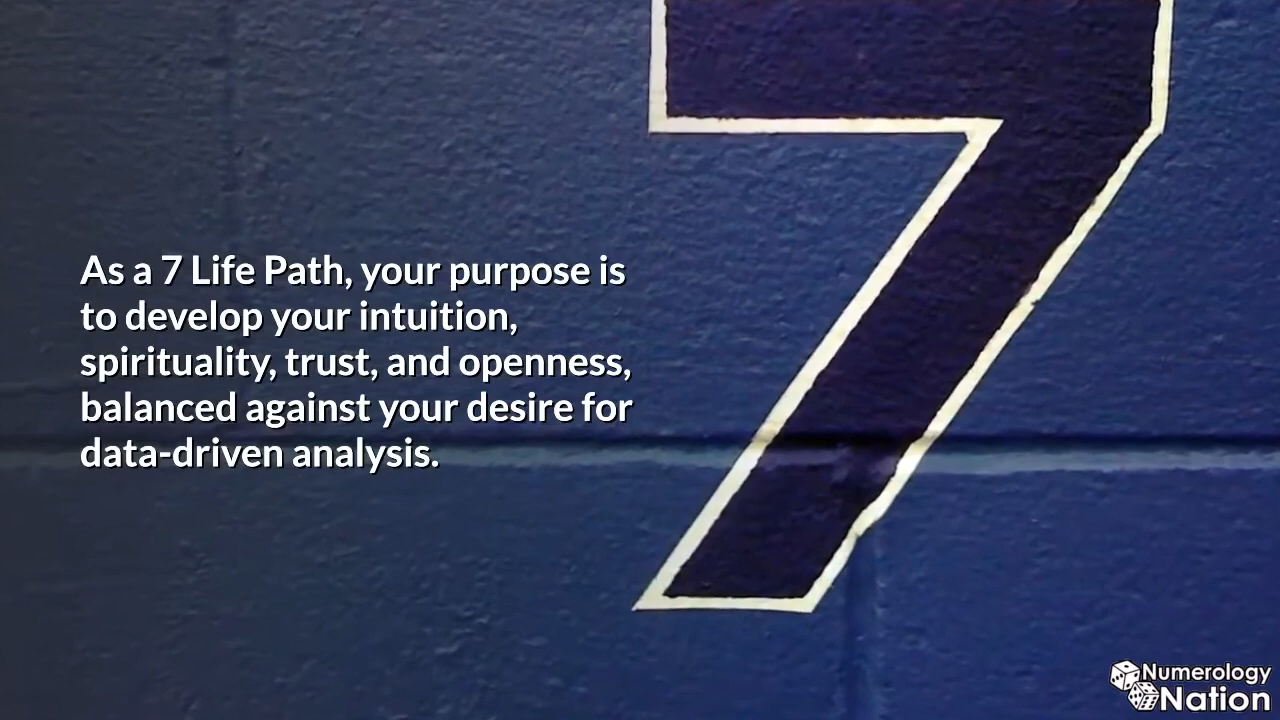 7
As a 7 Life Path, your purpose is
to develop your intuition,
spirituality, trust, and openness,
balanced against your desire for
data-driven analysis.
Numerology
Nation